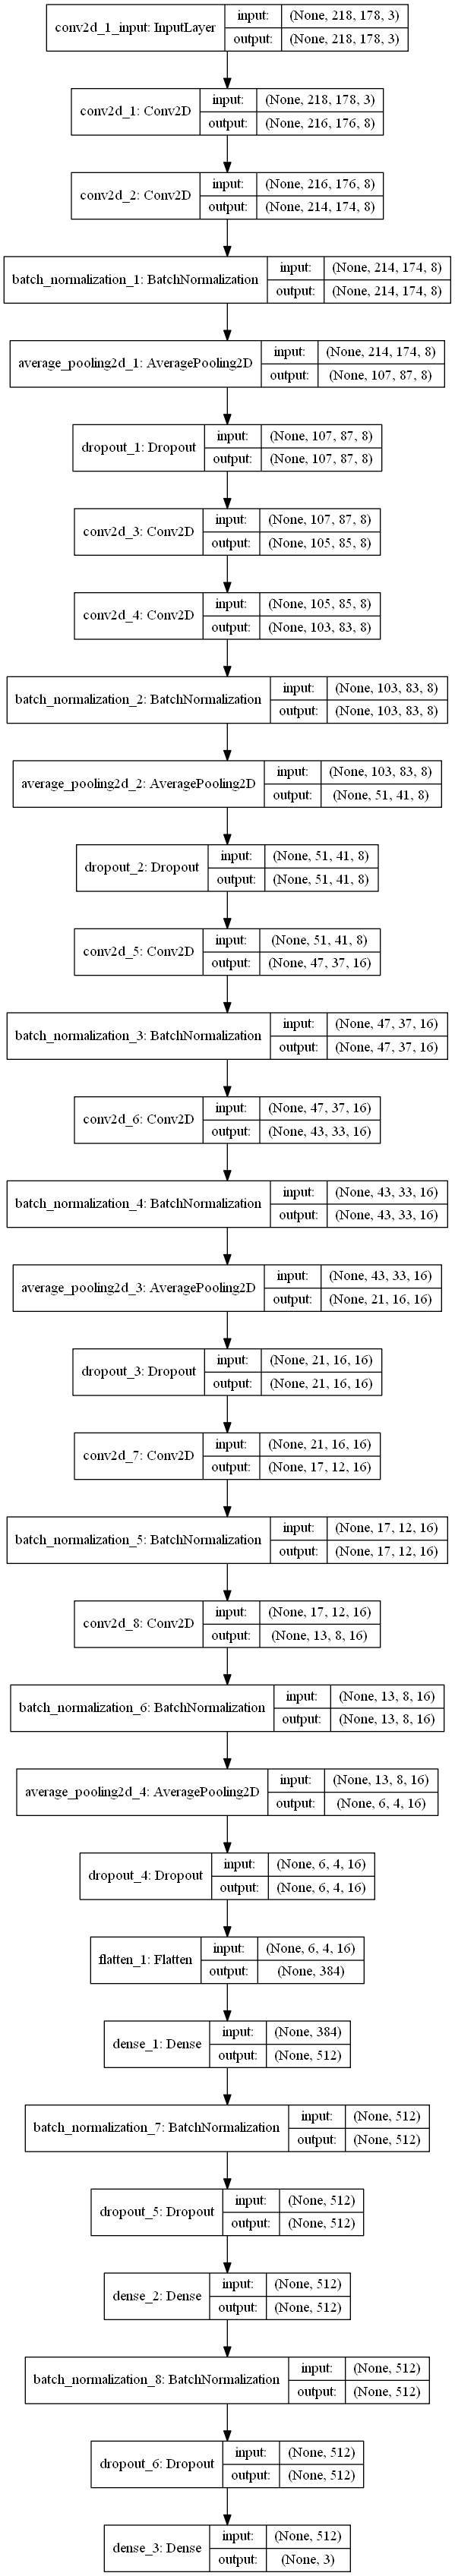 conv2d_1_input: InputLayer
input: (None, 218, 178, 3)
output: (None, 218, 178, 3)
conv2d_1: Conv2D
input: (None, 218, 178, 3)
output: (None, 216, 176, 8)
conv2d_2: Conv2D
input: (None, 216, 176, 8)
output: (None, 214, 174, 8)
batch_normalization_1: BatchNormalization
input: (None, 214, 174, 8)
output: (None, 214, 174, 8)
average_pooling2d_1: AveragePooling2D
input: (None, 214, 174, 8)
output: (None, 107, 87, 8)
dropout_1: Dropout
input: (None, 107, 87, 8)
output: (None, 107, 87, 8)
conv2d_3: Conv2D
input: (None, 107, 87, 8)
output: (None, 105, 85, 8)
conv2d_4: Conv2D
input: (None, 105, 85, 8)
output: (None, 103, 83, 8)
batch_normalization_2: BatchNormalization
input: (None, 103, 83, 8)
output: (None, 103, 83, 8)
average_pooling2d_2: AveragePooling2D
input: (None, 103, 83, 8)
output: (None, 51, 41, 8)
dropout_2: Dropout
input: (None, 51, 41, 8)
output: (None, 51, 41, 8)
conv2d_5: Conv2D
input: (None, 51, 41, 8)
output: (None, 47, 37, 16)
batch_normalization_3: BatchNormalization
input: (None, 47, 37, 16)
output: (None, 47, 37, 16)
conv2d_6: Conv2D
input: (None, 47, 37, 16)
output: (None, 43, 33, 16)
batch_normalization_4: BatchNormalization
input: (None, 43, 33, 16)
output: (None, 43, 33, 16)
average_pooling2d_3: AveragePooling2D
input: (None, 43, 33, 16)
output: (None, 21, 16, 16)
dropout_3: Dropout
input: (None, 21, 16, 16)
output: (None, 21, 16, 16)
conv2d_7: Conv2D
input: (None, 21, 16, 16)
output: (None, 17, 12, 16)
batch_normalization_5: BatchNormalization
input: (None, 17, 12, 16)
output: (None, 17, 12, 16)
conv2d_8: Conv2D
input: (None, 17, 12, 16)
output: (None, 13, 8, 16)
batch_normalization_6: BatchNormalization
input: (None, 13, 8, 16)
output: (None, 13, 8, 16)
average_pooling2d_4: AveragePooling2D
input: (None, 13, 8, 16)
output: (None, 6, 4, 16)
dropout_4: Dropout
input: (None, 6, 4, 16)
output: (None, 6, 4, 16)
flatten_1: Flatten
input: (None, 6, 4, 16)
output: (None, 384)
dense_1: Dense
input: (None, 384)
output: (None, 512)
batch_normalization_7: BatchNormalization
input: (None, 512)
output: (None, 512)
dropout_5: Dropout
input: (None, 512)
output: (None, 512)
dense_2: Dense
input: (None, 512)
output: (None, 512)
batch_normalization_8: BatchNormalization
input: (None, 512)
output: (None, 512)
dropout_6: Dropout
input: (None, 512)
output: (None, 512)
dense_3: Dense
input: (None, 512)
output: (None, 3)